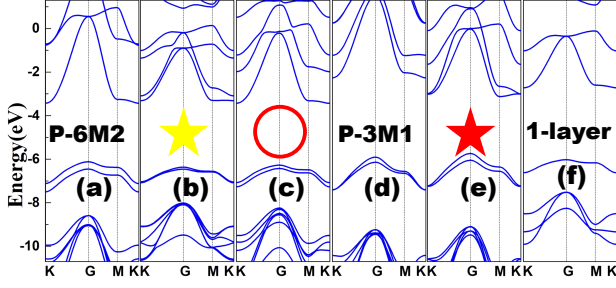 0
-2
-4
-6
-8
-10
Energy(eV)
P-6M2
P-3M1
1-layer
(a)
(b)
(c)
(d)
(e)
(f)
K G M K K G M K K G M K K G M K K G M K K G M K